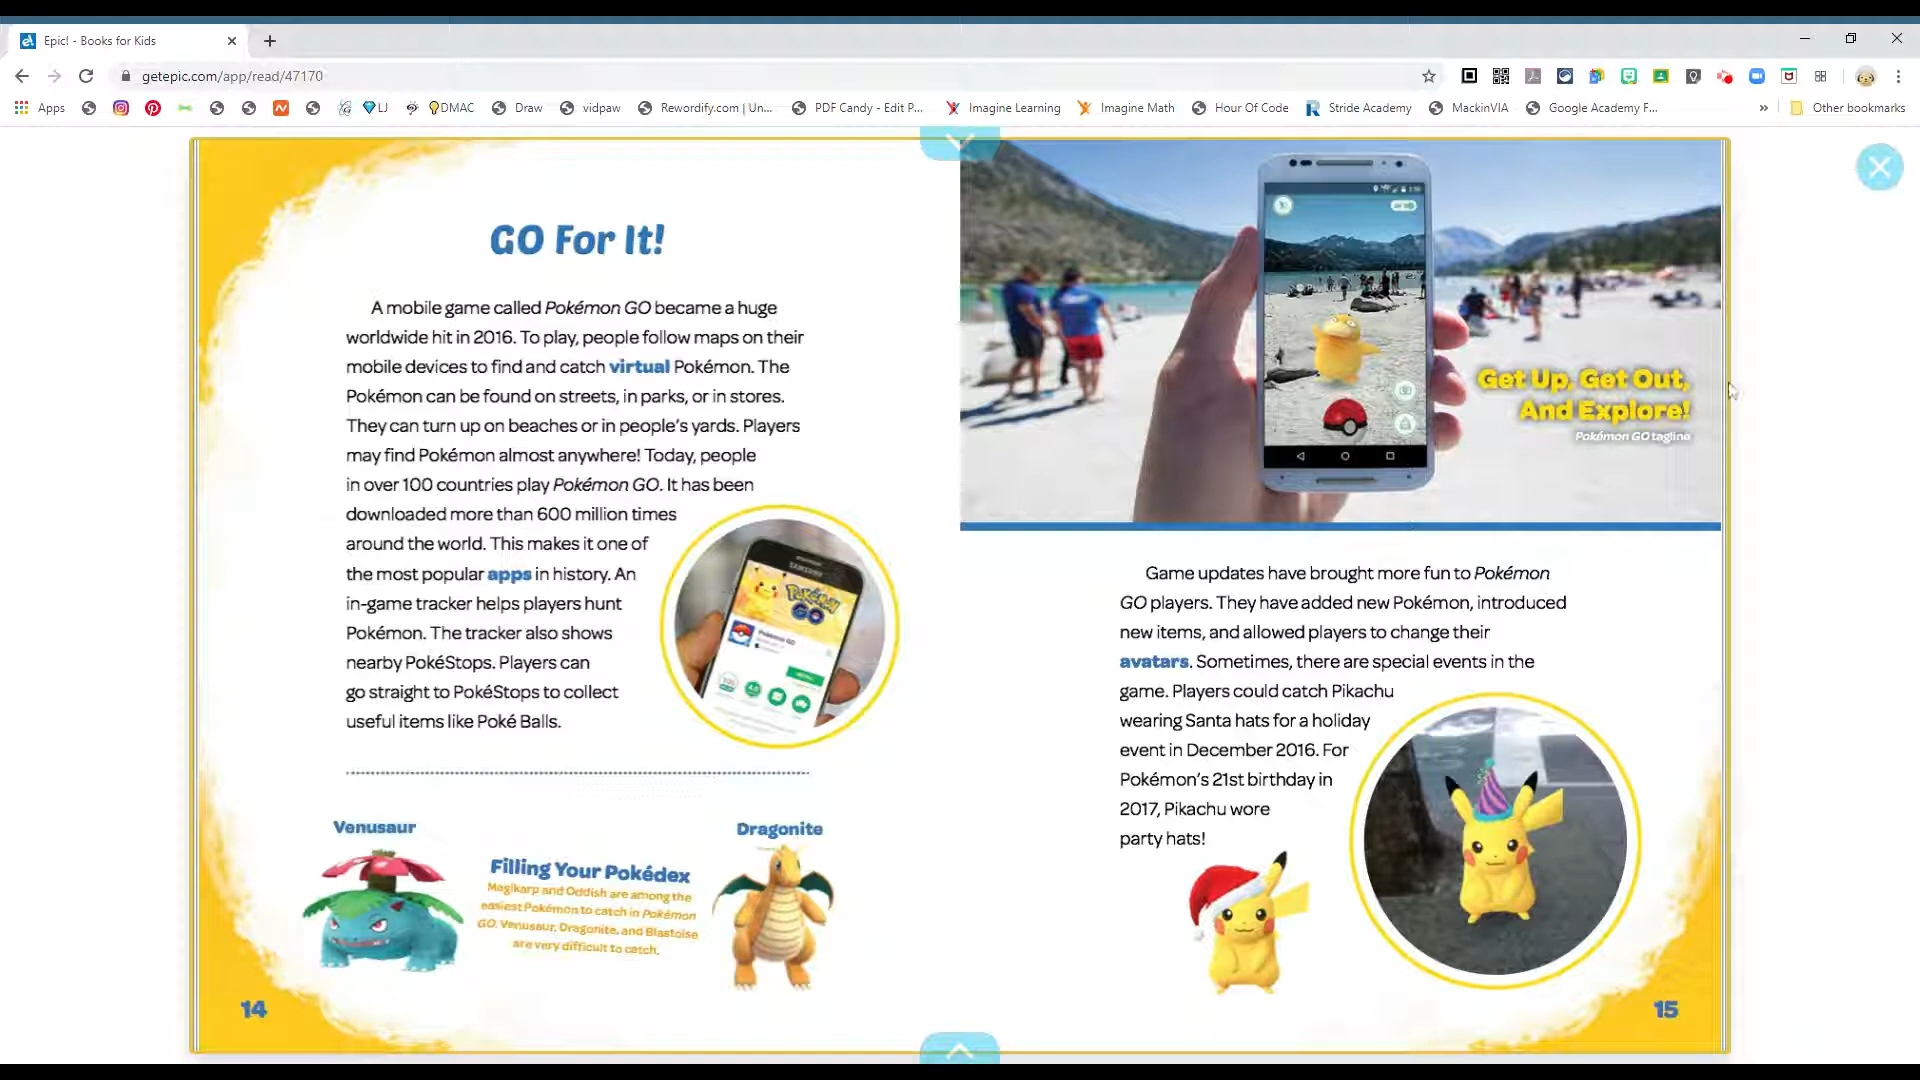 Epic! - Books for Kids
getepic.com/app/read/47170
Apps
LJ
DMAC
Draw
vidpaw
Rewordify.com | Un...
PDF Candy - Edit P...
Imagine Learning
Imagine Math
Hour Of Code
Stride Academy
MackinVIA
Google Academy F...
Other bookmarks
GO For It!
A mobile game called Pokémon GO became a huge
worldwide hit in 2016. To play, people follow maps on their
mobile devices to find and catch virtual Pokémon. The
Pokémon can be found on streets, in parks, or in stores.
They can turn up on beaches or in people's yards. Players
may find Pokémon almost anywhere! Today, people
in over 100 countries play Pokémon GO. It has been
downloaded more than 600 million times
around the world. This makes it one of
the most popular apps in history. An
in-game tracker helps players hunt
Pokémon. The tracker also shows
nearby PokéStops. Players can
go straight to PokéStops to collect
useful items like Poké Balls.
SAMSUNG
Pokémon
GO
Pokémon GO
Venusaur
Dragonite
Filling Your Pokédex
Magikarp and Oddish are among the
easiest Pokémon to catch in Pokémon
GO. Venusaur, Dragonite, and Blastoise
are very difficult to catch.
14
Get Up, Get Out,
And Explore!
Pokémon GO tagline
Game updates have brought more fun to Pokémon
GO players. They have added new Pokémon, introduced
new items, and allowed players to change their
avatars. Sometimes, there are special events in the
game. Players could catch Pikachu
wearing Santa hats for a holiday
event in December 2016. For
Pokémon's 21st birthday in
2017, Pikachu wore
party hats!
15